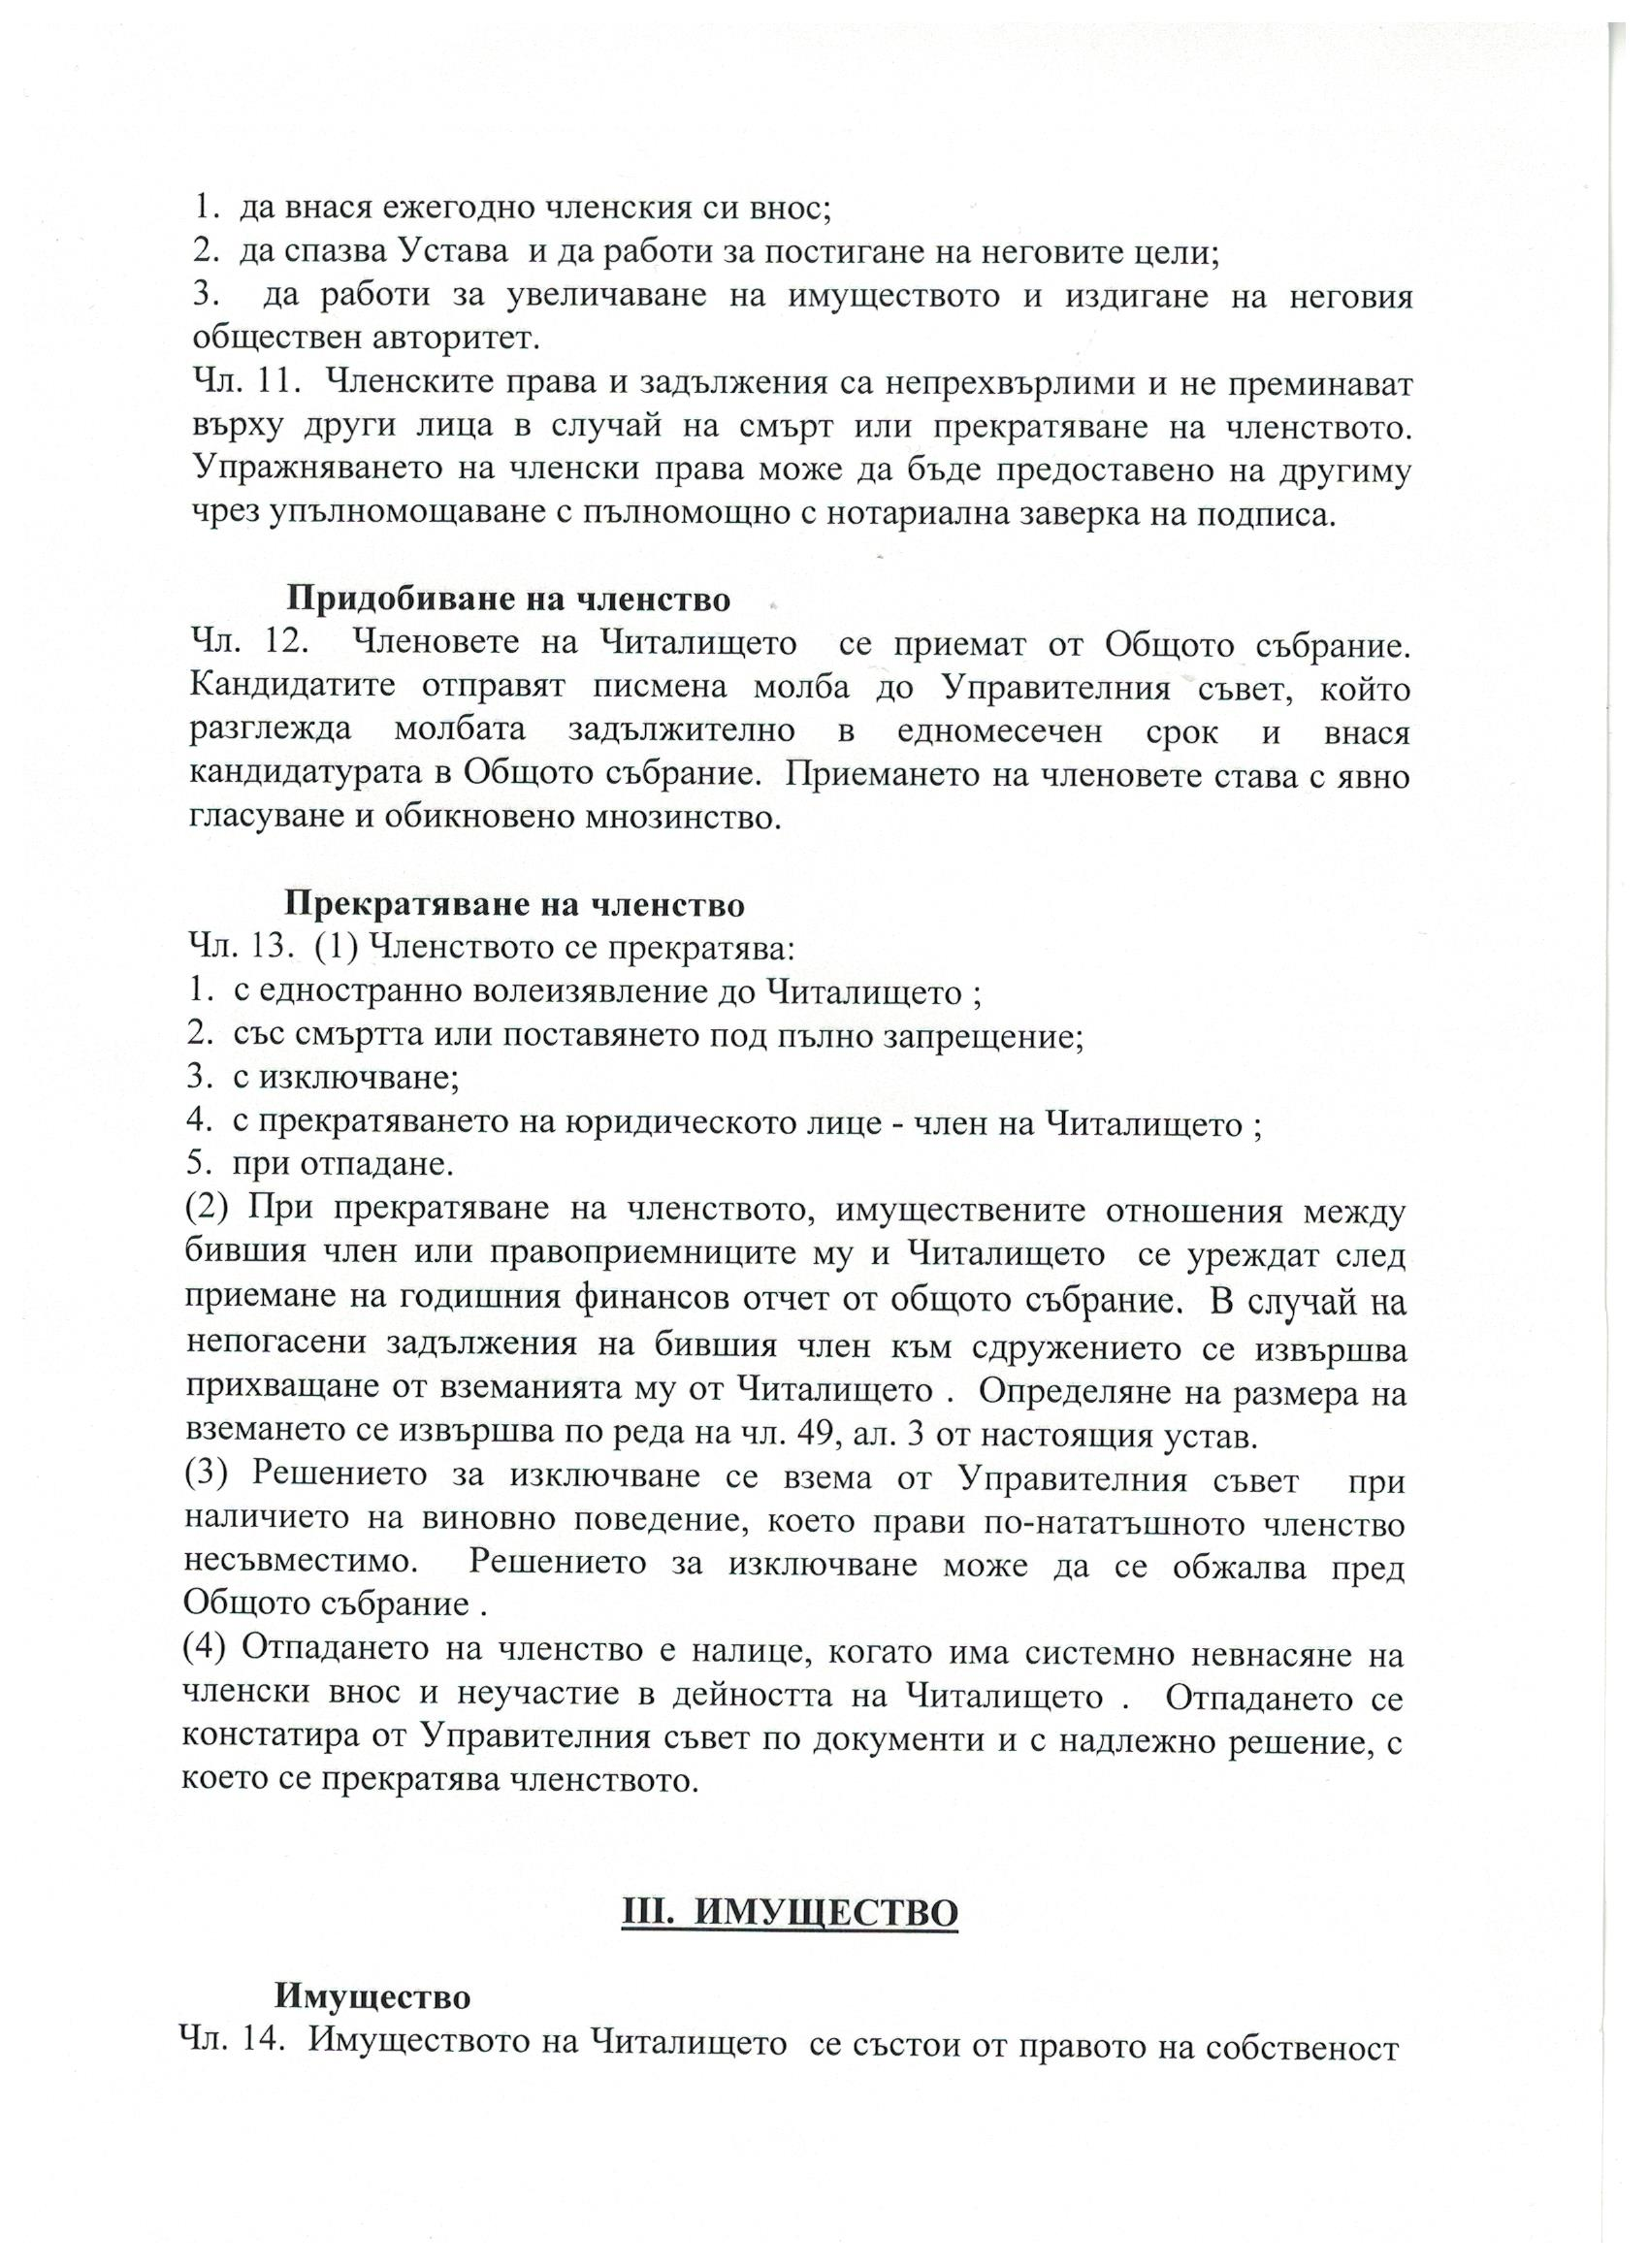 1. да внася ежегодно членския си внос;
2. да спазва Устава и да работи за постигане на неговите цели;
3. да работи за увеличаване на имуществото и издигане на неговия
обществен авторитет.
Чл. 11. Членските права и задължения са непрехвърлими и не преминават
върху други лица в случай на смърт или прекратяване на членството.
Упражняването на членски права може да бъде предоставено на другиму
чрез упълномощаване с пълномощно с нотариална заверка на подписа.
Придобиване на членство
Чл. 12. Членовете на Читалището се приемат от Общото събрание.
Кандидатите отправят писмена молба до Управителния съвет, който
разглежда молбата задължително в едномесечен срок и внася
кандидатурата в Общото събрание. Приемането на членовете става с явно
гласуване и обикновено мнозинство.
Прекратяване на членство
Чл. 13. (1) Членството се прекратява:
1. с едностранно волеизявление до Читалището ;
2. със смъртта или поставянето под пълно запрещение;
3. с изключване;
4. с прекратяването на юридическото лице - член на Читалището ;
5. при отпадане.
(2) При прекратяване на членството, имуществените отношения между
бившия член или правоприемниците му и Читалището се уреждат след
приемане на годишния финансов отчет от общото събрание. В случай на
непогасени задължения на бившия член към сдружението се извършва
прихващане от вземанията му от Читалището . Определяне на размера на
вземането се извършва по реда на чл. 49, ал. 3 от настоящия устав.
(3) Решението за изключване се взема от Управителния съвет при
наличието на виновно поведение, което прави по-нататъшното членство
несъвместимо. Решението за изключване може да се обжалва пред
Общото събрание .
(4) Отпадането на членство е налице, когато има системно невнасяне на
членски внос и неучастие в дейността на Читалището . Отпадането се
констатира от Управителния съвет по документи и с надлежно решение, с
което се прекратява членството.
III. ИМУЩЕСТВО
Имущество
Чл. 14. Имуществото на Читалището се състои от правото на собственост